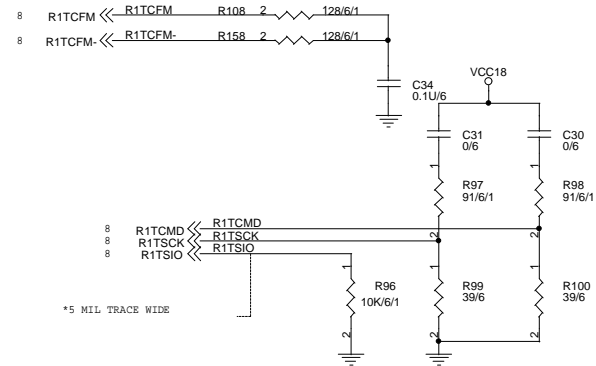 8 R1TCFM R1TCFM R108 2 128/6/1
8 R1TCFM- R1TCFM- R158 2 128/6/1
C34
0.1U/6
VCC18
C31
0/6
C30
0/6
1
1
R97
91/6/1
R98
91/6/1
2
2
8 R1TCMD R1TCMD
8 R1TSCK R1TSCK
8 R1TSIO R1TSIO
1
1
1
R96
10K/6/1
R99
39/6
R100
39/6
*5 MIL TRACE WIDE
2
2
2